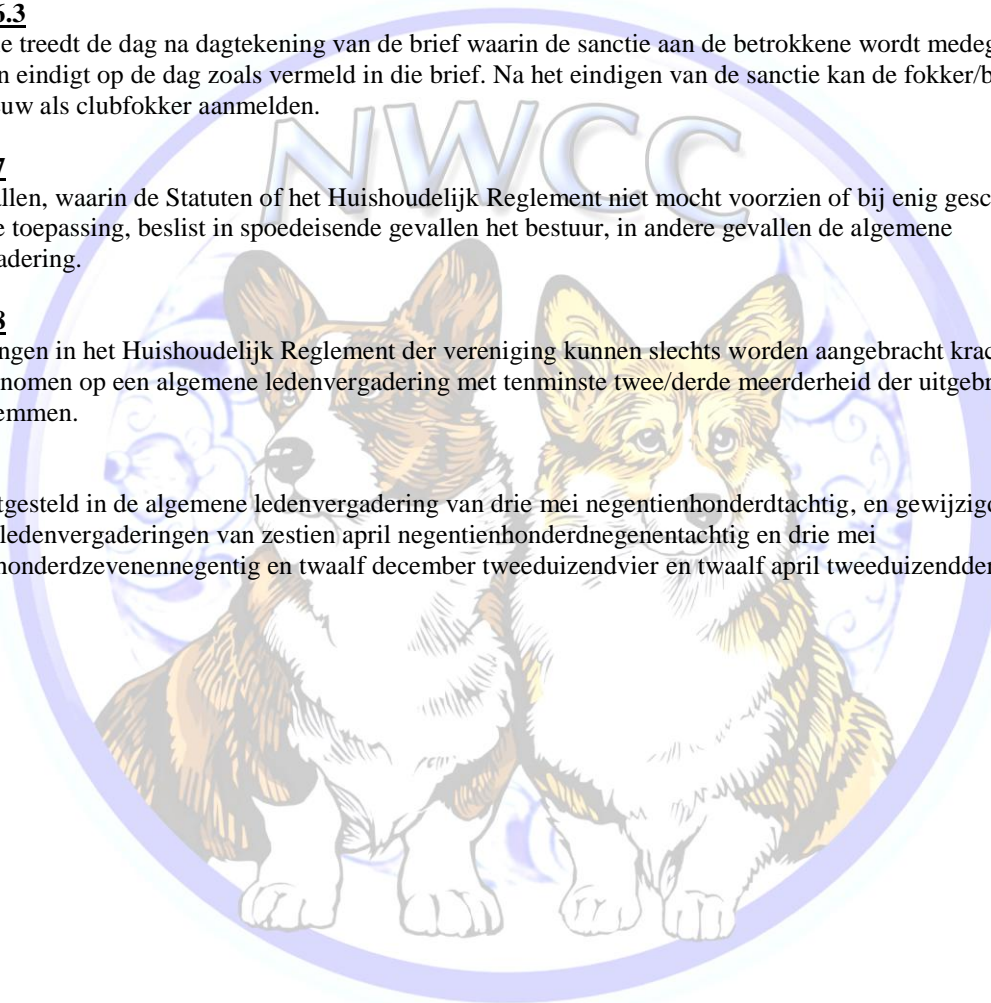 6.3
e treedt de dag na dagtekening van de brief waarin de sanctie aan de betrokkene wordt medeg
n eindigt op de dag zoals vermeld in die brief. Na het eindigen van de sanctie kan de fokker/b
uw als clubfokker aanmelden.
NWCC
7
llen, waarin de Statuten of het Huishoudelijk Reglement niet mocht voorzien of bij enig gesc
e toepassing, beslist in spoedeisende gevallen het bestuur, in andere gevallen de algemene
adering.
8
ngen in het Huishoudelijk Reglement der vereniging kunnen slechts worden aangebracht krac
nomen op een algemene ledenvergadering met tenminste twee/derde meerderheid der uitgebr
emmen.
tgesteld in de algemene ledenvergadering van drie mei negentienhonderdtachtig, en gewijzigd
ledenvergaderingen van zestien april negentienhonderdnegenentachtig en drie mei
honderdzevenennegentig en twaalf december tweeduizendvier en twaalf april tweeduizendder